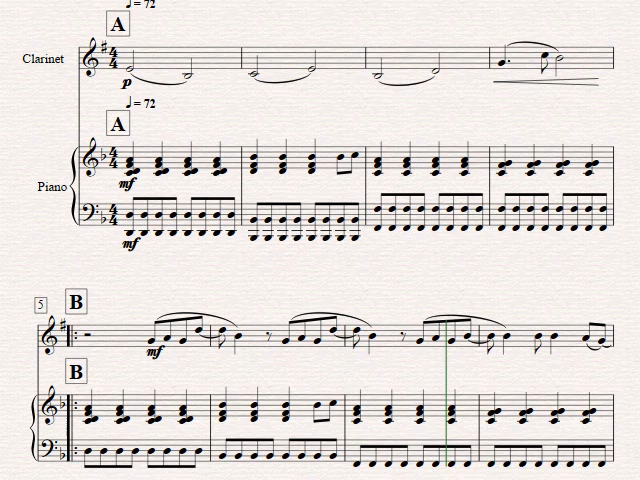 ♩ = 72
A
Clarinet
p
♩ = 72
A
Piano
mf
mf
5
B
mf
B